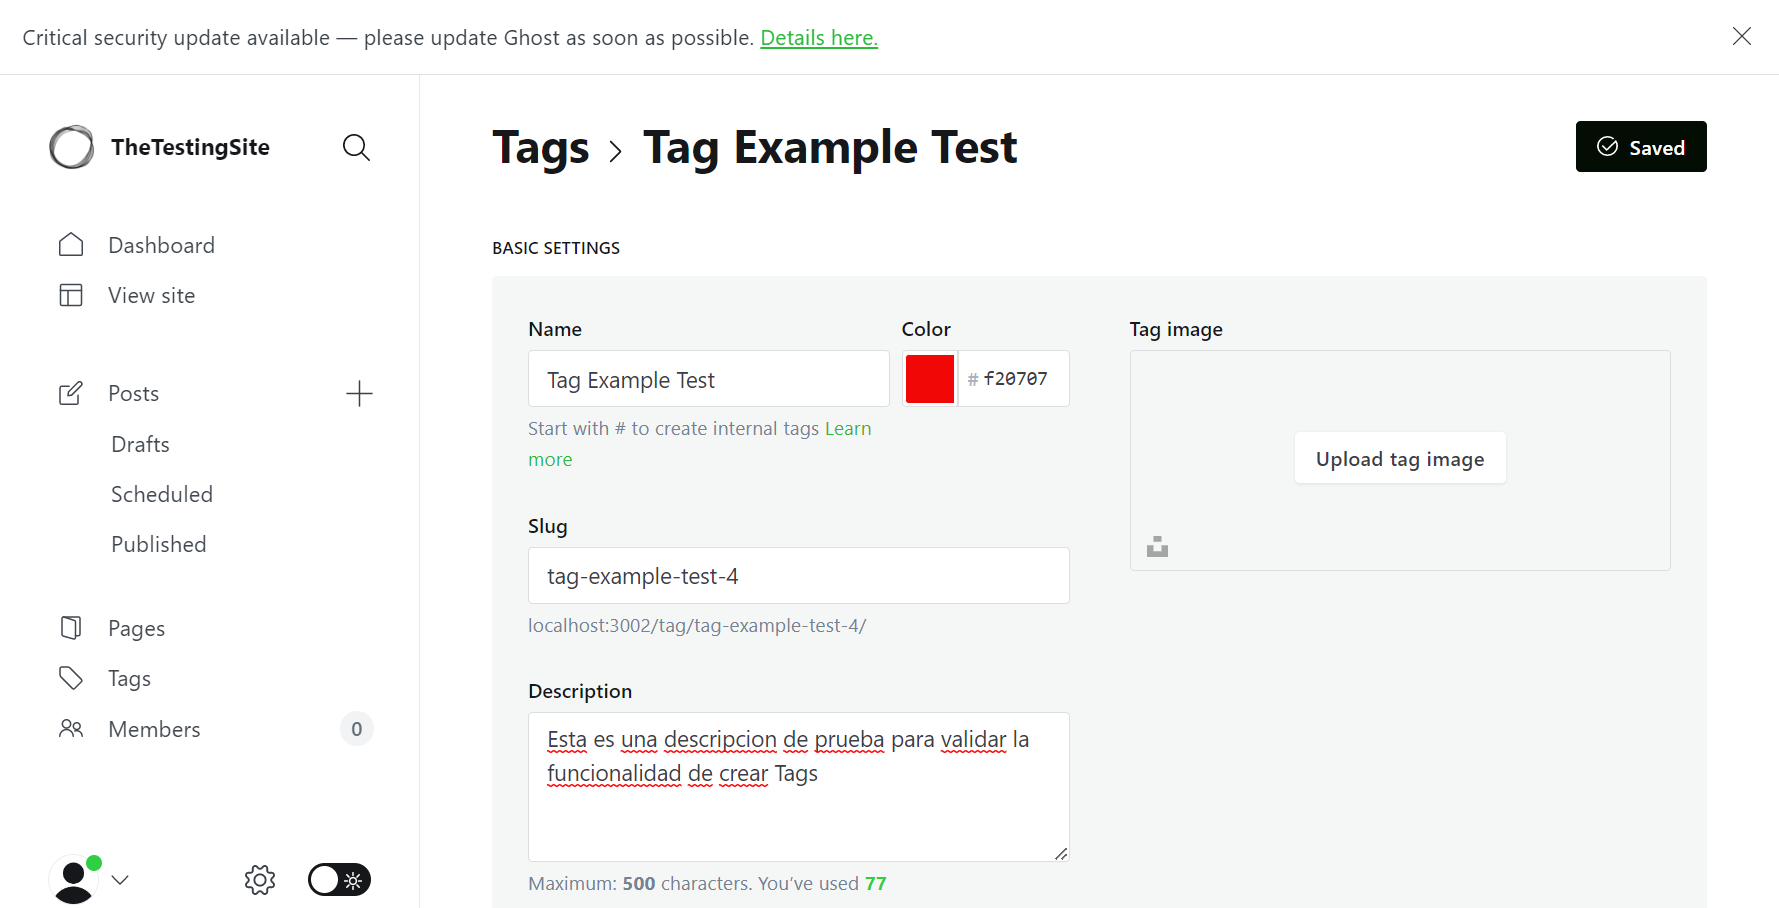 Critical security update available — please update Ghost as soon as possible. Details here.
TheTestingSite
Dashboard
View site
Posts
Drafts
Scheduled
Published
Pages
Tags
Members 0
Tags > Tag Example Test
Saved
BASIC SETTINGS
Name
Tag Example Test
Start with # to create internal tags Learn
more
Color
# f20707
Slug
tag-example-test-4
localhost:3002/tag/tag-example-test-4/
Description
Esta es una descripcion de prueba para validar la
funcionalidad de crear Tags
Maximum: 500 characters. You’ve used 77
Tag image
Upload tag image